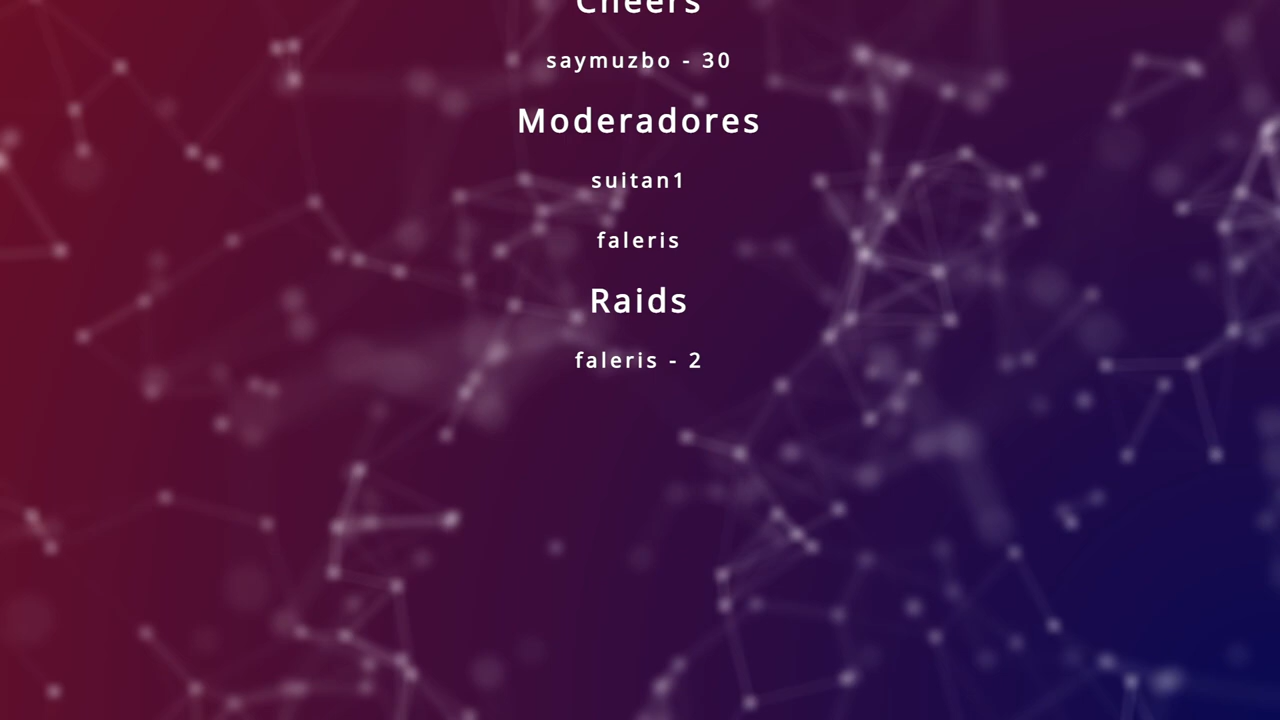 Cheers
saymuzbo - 30
Moderadores
suitan1
faleris
Raids
faleris - 2